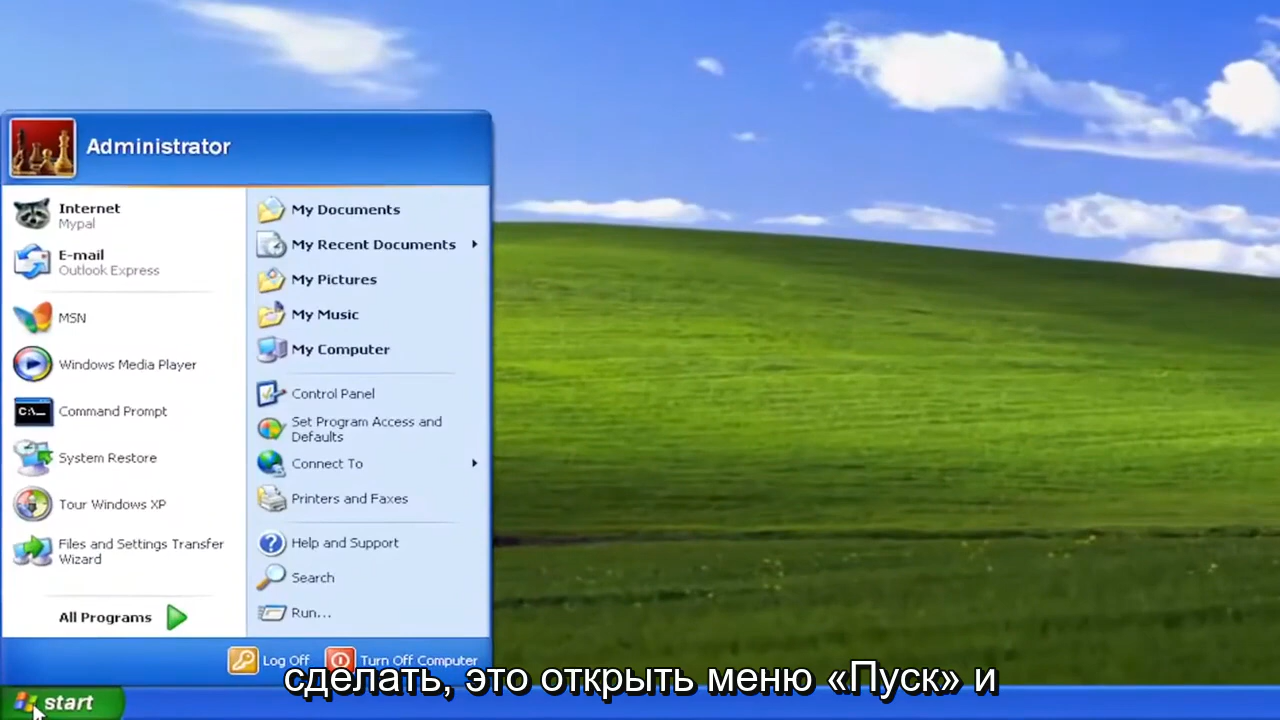 Administrator
Internet
Mypal
E-mail
Outlook Express
MSN
Windows Media Player
C:\_
Command Prompt
System Restore
Tour Windows XP
Files and Settings Transfer
Wizard
All Programs
My Documents
My Recent Documents
My Pictures
My Music
My Computer
Control Panel
Set Program Access and
Defaults
Connect To
Printers and Faxes
Help and Support
Search
Run...
Log Off
Turn Off Computer
сделать, это открыть меню «Пуск» и
start